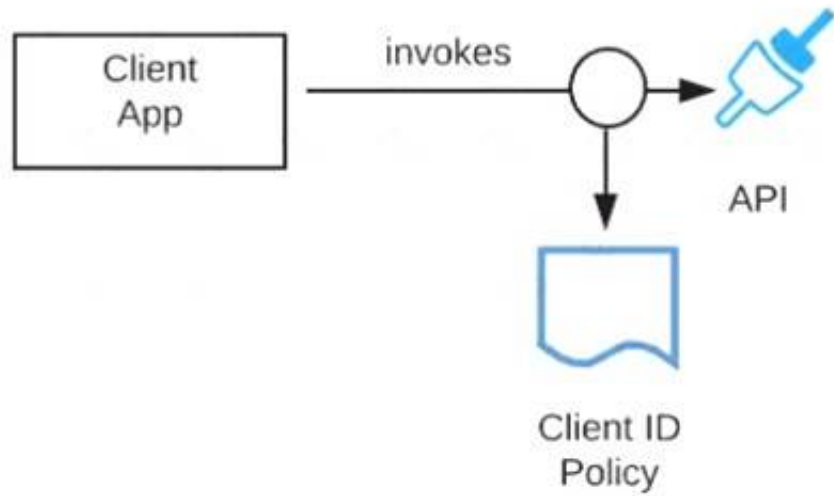 Client
App
invokes
API
Client ID
Policy